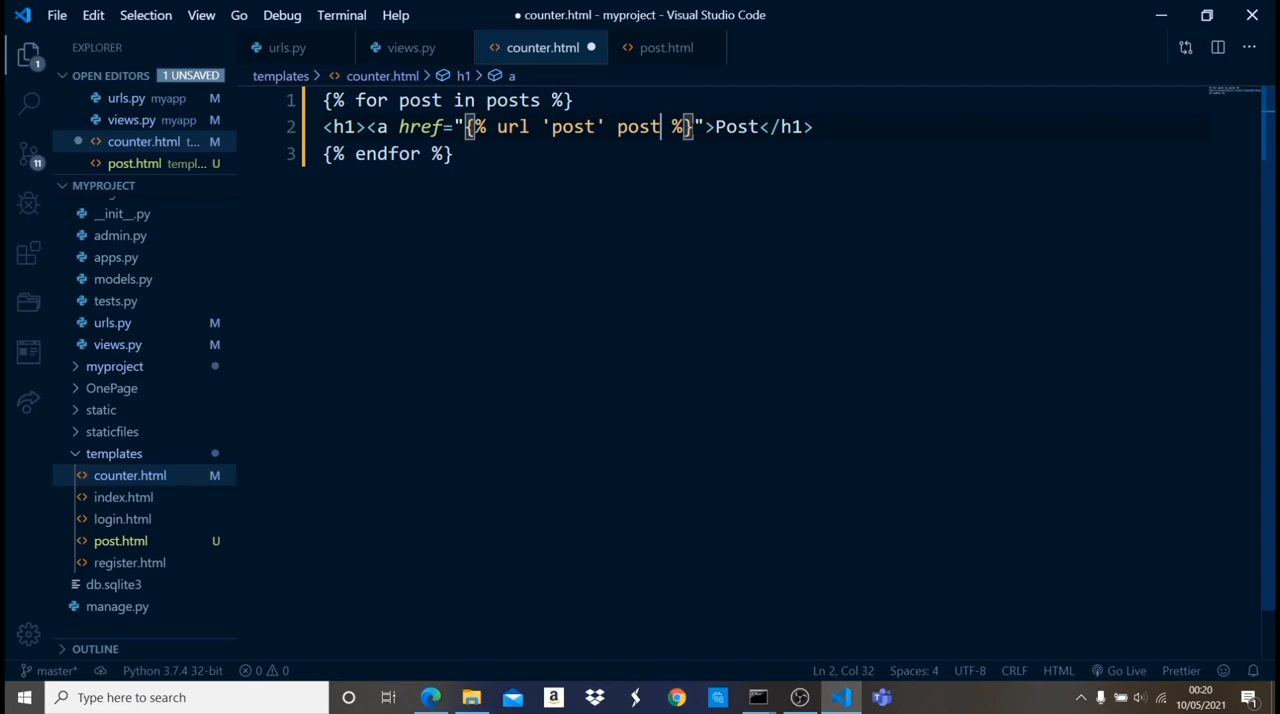 File Edit Selection View Go Debug Terminal Help
● counter.html - myproject - Visual Studio Code
EXPLORER
urls.py
views.py
counter.html
post.html
OPEN EDITORS 1 UNSAVED
templates > counter.html > h1 > a
urls.py myapp M
views.py myapp M
counter.html t... M
post.html templ... U
1 {% for post in posts %}
2 <h1><a href="{% url 'post' post %}">Post</h1>
3 {% endfor %}
1
11
MYPROJECT
__init__.py
admin.py
apps.py
models.py
tests.py
urls.py M
views.py M
myproject
OnePage
static
staticfiles
templates
counter.html M
index.html
login.html
post.html U
register.html
db.sqlite3
manage.py
OUTLINE
master* Python 3.7.4 32-bit 0 0 Ln 2, Col 32 Spaces: 4 UTF-8 CRLF HTML Go Live Prettier
Type here to search
00:20
10/05/2021
1